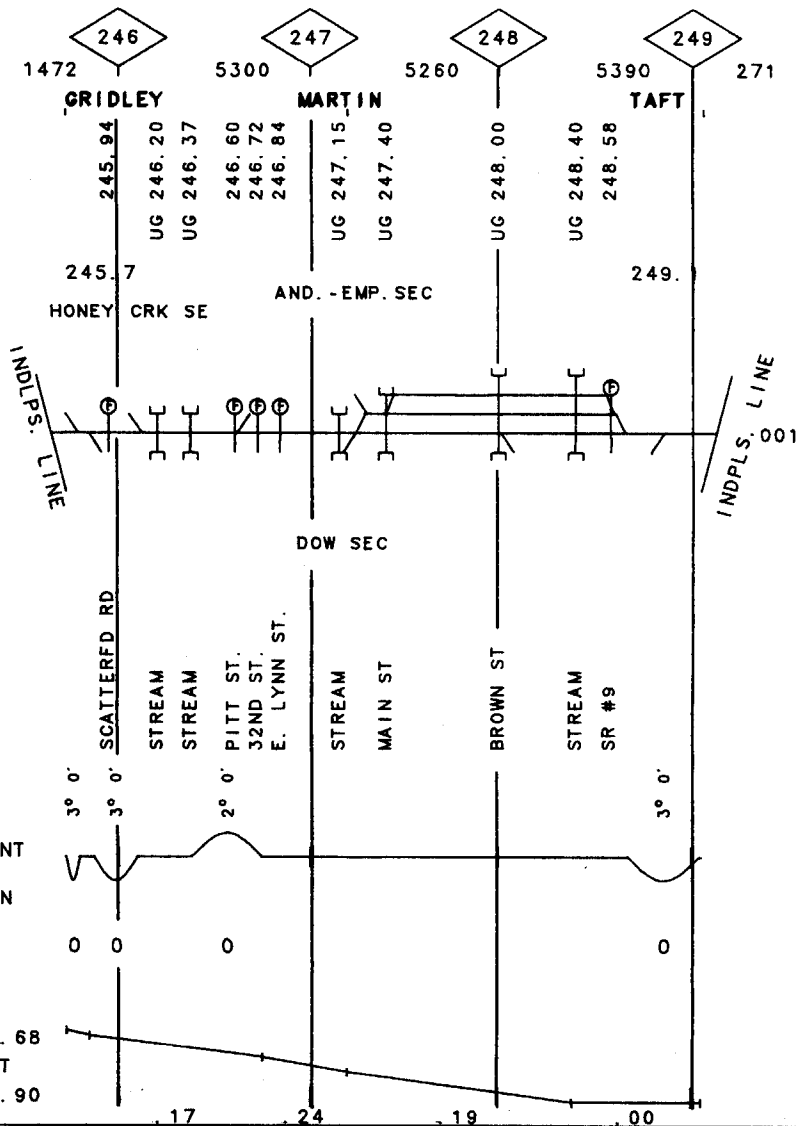 246 247 248 249
1472 5300 5260 5390 271
GRIDLEY MARTIN TAFT
245.94
UG 246.20
UG 246.37
246.60
246.72
246.84
UG 247.15
UG 247.40
UG 248.00
UG 248.40
248.58
245.7 249.
HONEY CRK SE AND.-EMP.SEC
F F F F F
INDLPS. LINE
INDPLS. LINE
001
DOW SEC
SCATTERFD RD
STREAM
STREAM
PITT ST.
32ND ST.
E. LYNN ST.
STREAM
MAIN ST
BROWN ST
STREAM
SR #9
3° 0' 3° 0' 2° 0' 3° 0'
NT
N
0 0 0 0
.68
T
.90
.17 .24 .19 .00